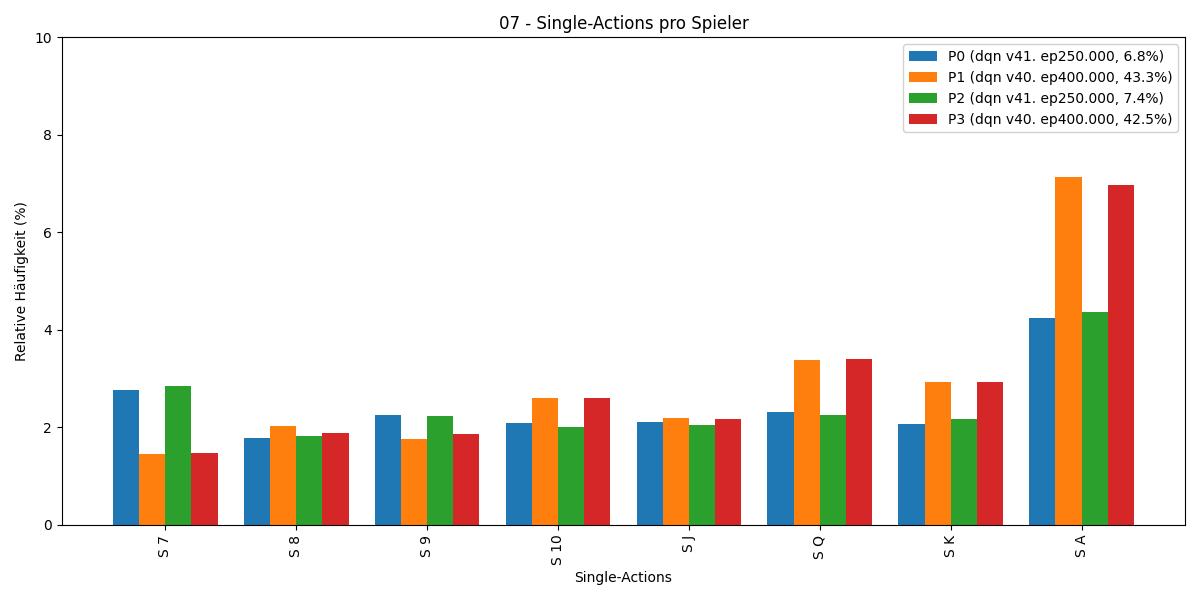 07 - Single-Actions pro Spieler
P0 (dqn v41. ep250.000, 6.8%)
P1 (dqn v40. ep400.000, 43.3%)
P2 (dqn v41. ep250.000, 7.4%)
P3 (dqn v40. ep400.000, 42.5%)
Relative Häufigkeit (%)
10
8
6
4
2
0
S 7
S 8
S 9
S 10
S J
S Q
S K
S A
Single-Actions